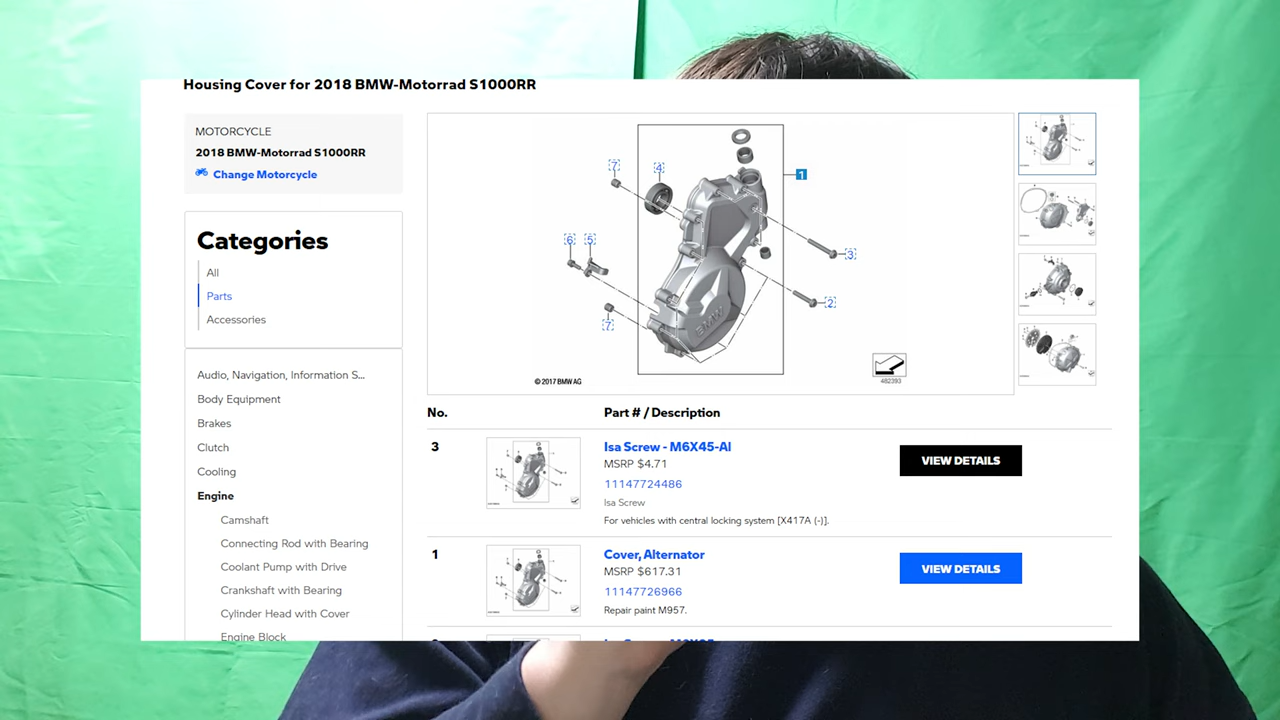 Housing Cover for 2018 BMW-Motorrad S1000RR
MOTORCYCLE
2018 BMW-Motorrad S1000RR
Change Motorcycle
Categories
All
Parts
Accessories
Audio, Navigation, Information S...
Body Equipment
Brakes
Clutch
Cooling
Engine
Camshaft
Connecting Rod with Bearing
Coolant Pump with Drive
Crankshaft with Bearing
Cylinder Head with Cover
Engine Block
7
4
1
6
5
3
2
7
BMW
© 2017 BMW AG
482393
No.
Part # / Description
3
Isa Screw - M6X45-Al
MSRP $4.71
11147724486
Isa Screw
For vehicles with central locking system [X417A (-)].
VIEW DETAILS
1
Cover, Alternator
MSRP $617.31
11147726966
Repair paint M957.
VIEW DETAILS